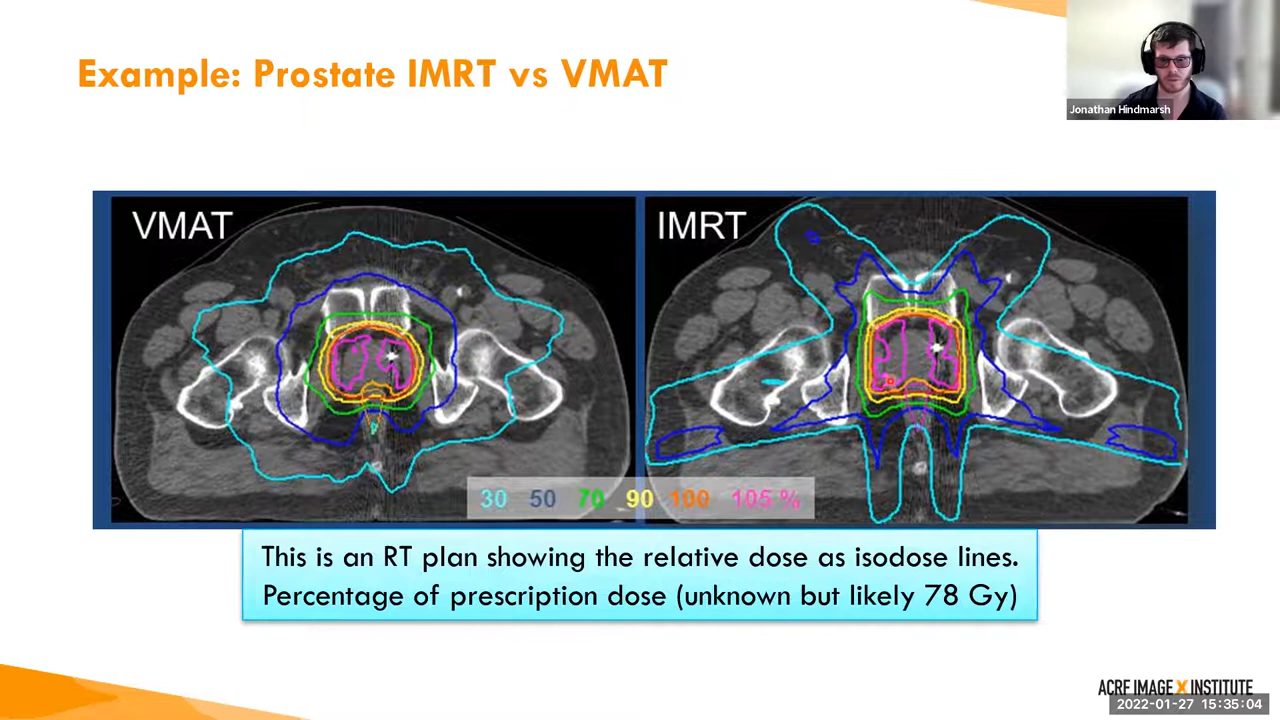 Example: Prostate IMRT vs VMAT
Jonathan Hindmarsh
VMAT
IMRT
30 50 70 90 100 105 %
This is an RT plan showing the relative dose as isodose lines.
Percentage of prescription dose (unknown but likely 78 Gy)
ACRF IMAGE X INSTITUTE
2022-01-27 15:35:04